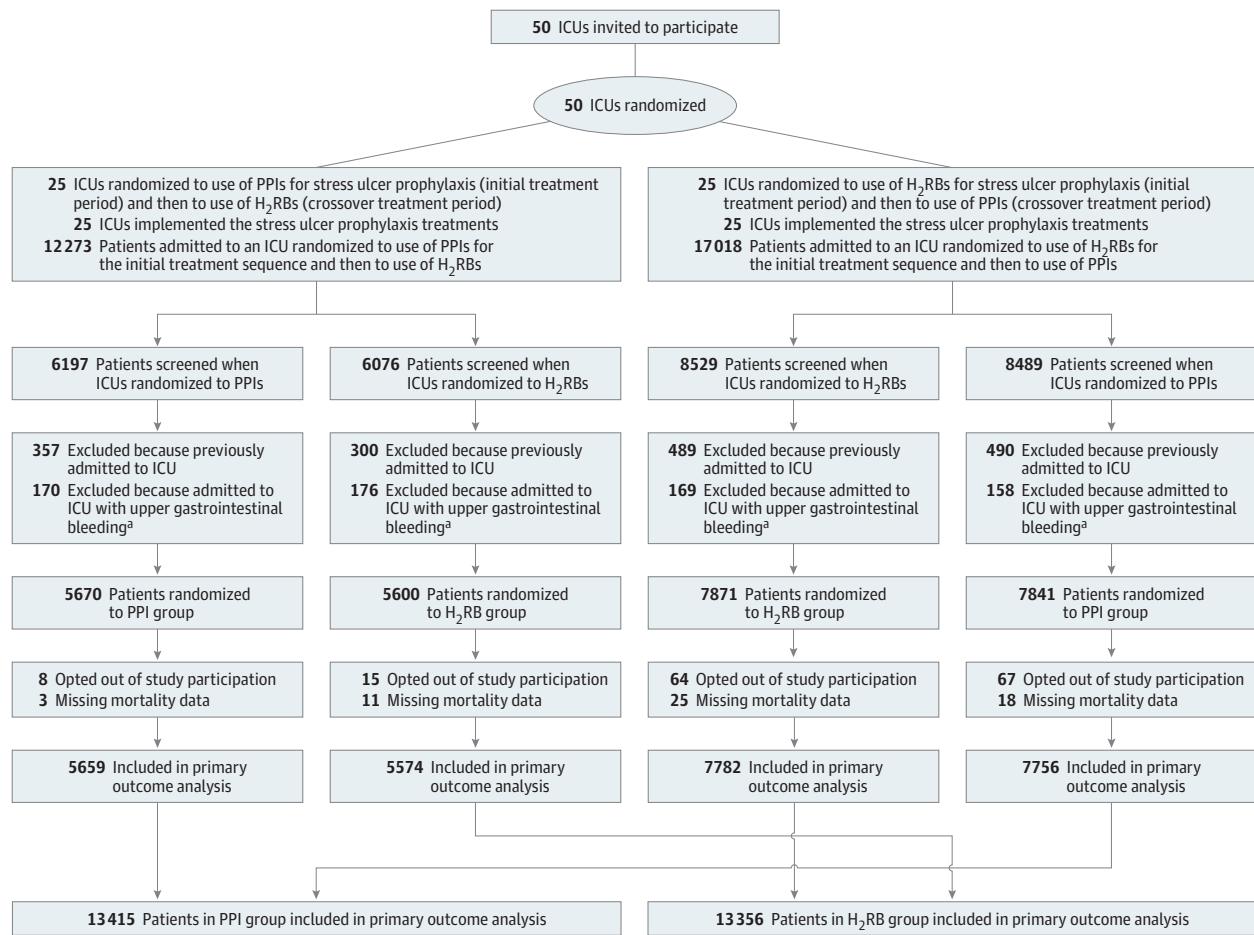 50 ICUs invited to participate
50 ICUs randomized
25 ICUs randomized to use of PPIs for stress ulcer prophylaxis (initial treatment
period) and then to use of H₂RBs (crossover treatment period)
25 ICUs implemented the stress ulcer prophylaxis treatments
12 273 Patients admitted to an ICU randomized to use of PPIs for
the initial treatment sequence and then to use of H₂RBs
25 ICUs randomized to use of H₂RBs for stress ulcer prophylaxis (initial
treatment period) and then to use of PPIs (crossover treatment period)
25 ICUs implemented the stress ulcer prophylaxis treatments
17 018 Patients admitted to an ICU randomized to use of H₂RBs for
the initial treatment sequence and then to use of PPIs
6197 Patients screened when
ICUs randomized to PPIs
6076 Patients screened when
ICUs randomized to H₂RBs
8529 Patients screened when
ICUs randomized to H₂RBs
8489 Patients screened when
ICUs randomized to PPIs
357 Excluded because previously
admitted to ICU
170 Excluded because admitted to
ICU with upper gastrointestinal
bleedingᵃ
300 Excluded because previously
admitted to ICU
176 Excluded because admitted to
ICU with upper gastrointestinal
bleedingᵃ
489 Excluded because previously
admitted to ICU
169 Excluded because admitted to
ICU with upper gastrointestinal
bleedingᵃ
490 Excluded because previously
admitted to ICU
158 Excluded because admitted to
ICU with upper gastrointestinal
bleedingᵃ
5670 Patients randomized
to PPI group
5600 Patients randomized
to H₂RB group
7871 Patients randomized
to H₂RB group
7841 Patients randomized
to PPI group
8 Opted out of study participation
3 Missing mortality data
15 Opted out of study participation
11 Missing mortality data
64 Opted out of study participation
25 Missing mortality data
67 Opted out of study participation
18 Missing mortality data
5659 Included in primary
outcome analysis
5574 Included in primary
outcome analysis
7782 Included in primary
outcome analysis
7756 Included in primary
outcome analysis
13 415 Patients in PPI group included in primary outcome analysis
13 356 Patients in H₂RB group included in primary outcome analysis